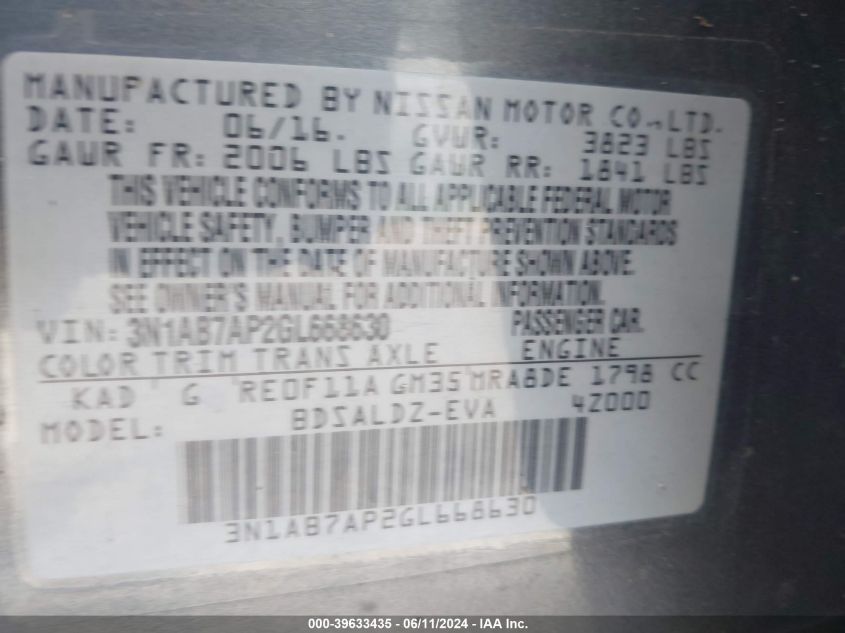 MANUFACTURED BY NISSAN MOTOR CO.,LTD.
DATE: 06/16. GVWR: 3823 LBS
GAWR FR: 2006 LBS GAWR RR: 1841 LBS
THIS VEHICLE CONFORMS TO ALL APPLICABLE FEDERAL MOTOR
VEHICLE SAFETY, BUMPER AND THEFT PREVENTION STANDARDS
IN EFFECT ON THE DATE OF MANUFACTURE SHOWN ABOVE.
SEE OWNER'S MANUAL FOR ADDITIONAL INFORMATION.
VIN: 3N1AB7AP2GL668630 PASSENGER CAR.
COLOR TRIM TRANS AXLE ENGINE
KAD G RE0F11A GM35 MRA8DE 1798 CC
MODEL: BDSALDZ-EVA 42000
3N1AB7AP2GL668630
000-39633435 - 06/11/2024 - IAA Inc.